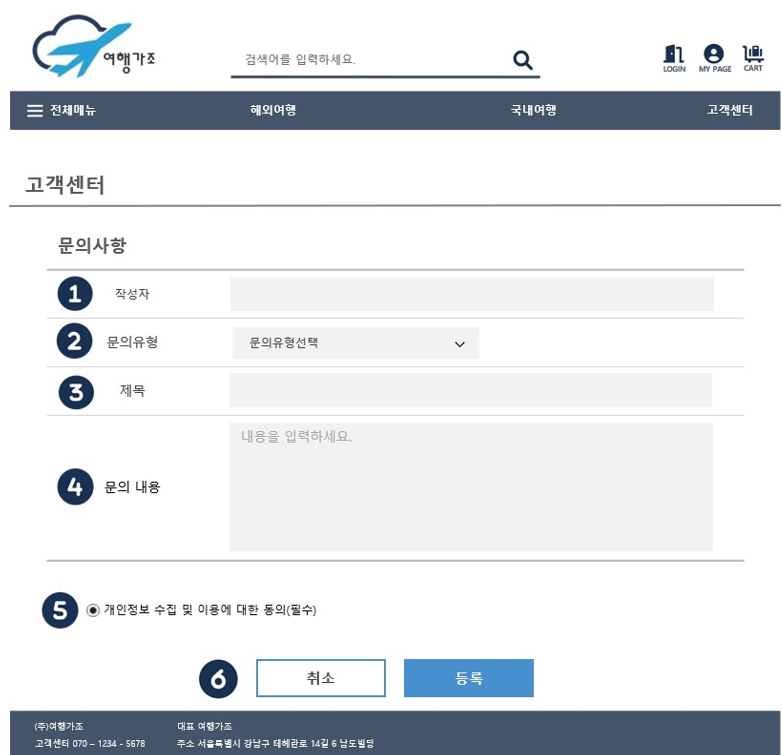 여행가조
검색어를 입력하세요.
LOGIN MY PAGE CART
전체메뉴 해외여행 국내여행 고객센터
고객센터
문의사항
1 작성자
2 문의유형 문의유형선택
3 제목
내용을 입력하세요.
4 문의 내용
5 개인정보 수집 및 이용에 대한 동의(필수)
6 취소 등록
(주)여행가조 대표 여행가조
고객센터 070 – 1234 - 5678 주소 서울특별시 강남구 테헤란로 14길 6 남도빌딩